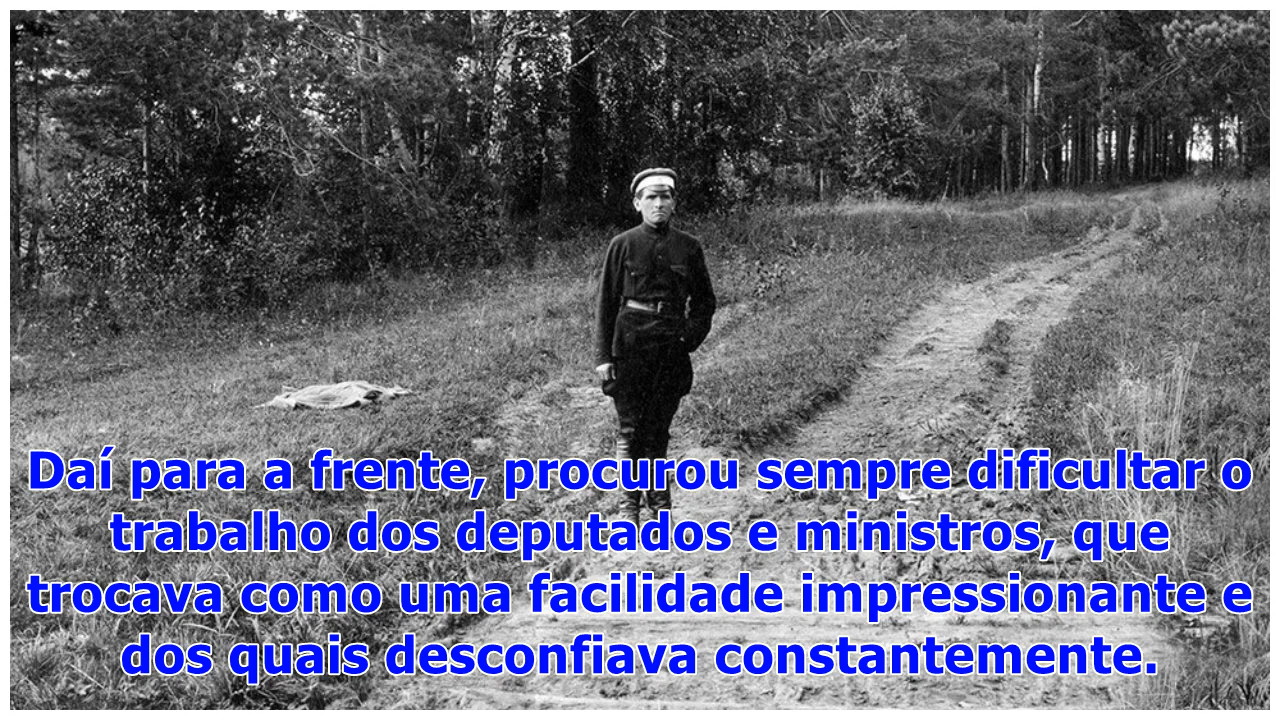 Daí para a frente, procurou sempre dificultar o
trabalho dos deputados e ministros, que
trocava como uma facilidade impressionante e
dos quais desconfiava constantemente.